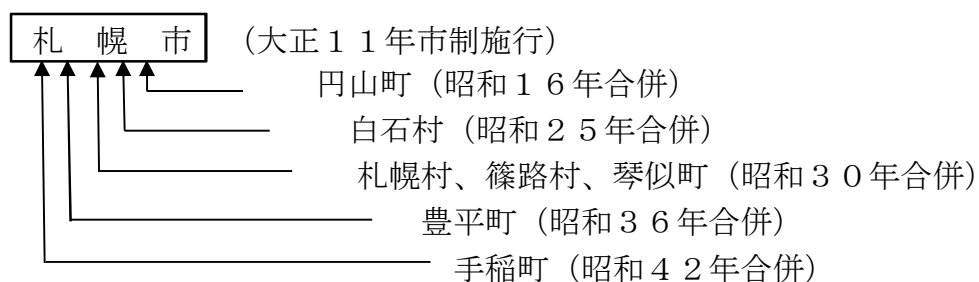 札 幌 市 (大正11年市制施行)
円山町(昭和16年合併)
白石村(昭和25年合併)
札幌村、篠路村、琴似町(昭和30年合併)
豊平町(昭和36年合併)
手稲町(昭和42年合併)